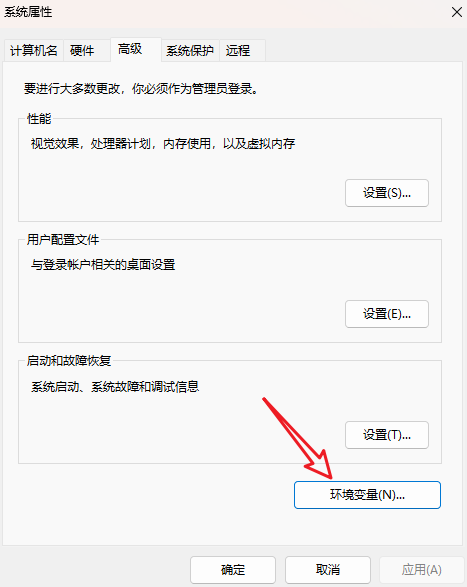 系统属性
计算机名 硬件 高级 系统保护 远程
要进行大多数更改，你必须作为管理员登录。
性能
视觉效果，处理器计划，内存使用，以及虚拟内存
设置(S)...
用户配置文件
与登录帐户相关的桌面设置
设置(E)...
启动和故障恢复
系统启动、系统故障和调试信息
设置(T)...
环境变量(N)...
确定 取消 应用(A)